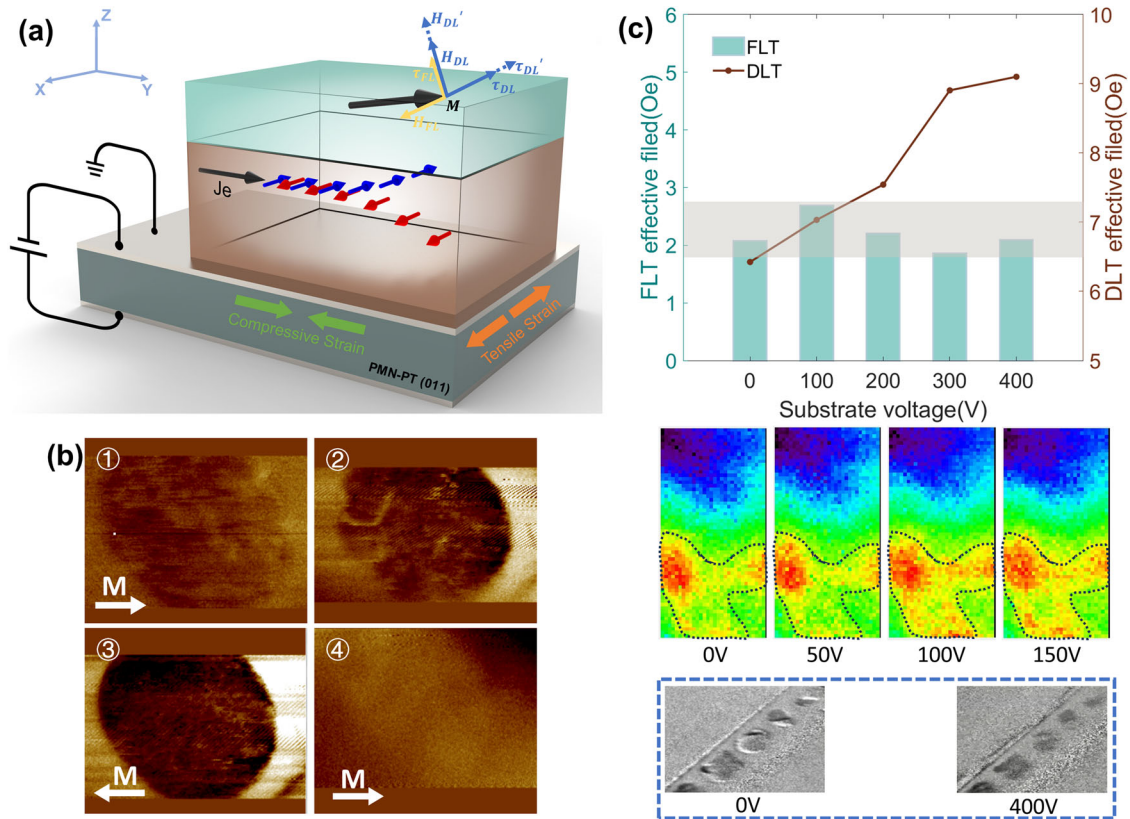 (a)
Z
X
Y
H_DL'
H_DL
τ_FL
τ_DL'
τ_DL
M
H_FL
Je
Compressive Strain
Tensile Strain
PMN-PT (011)
(b)
①
M
②
③
M
④
M
(c)
FLT
DLT
FLT effective filed(Oe)
6
5
4
3
2
1
0
DLT effective filed(Oe)
10
9
8
7
6
5
0 100 200 300 400
Substrate voltage(V)
0V 50V 100V 150V
0V 400V